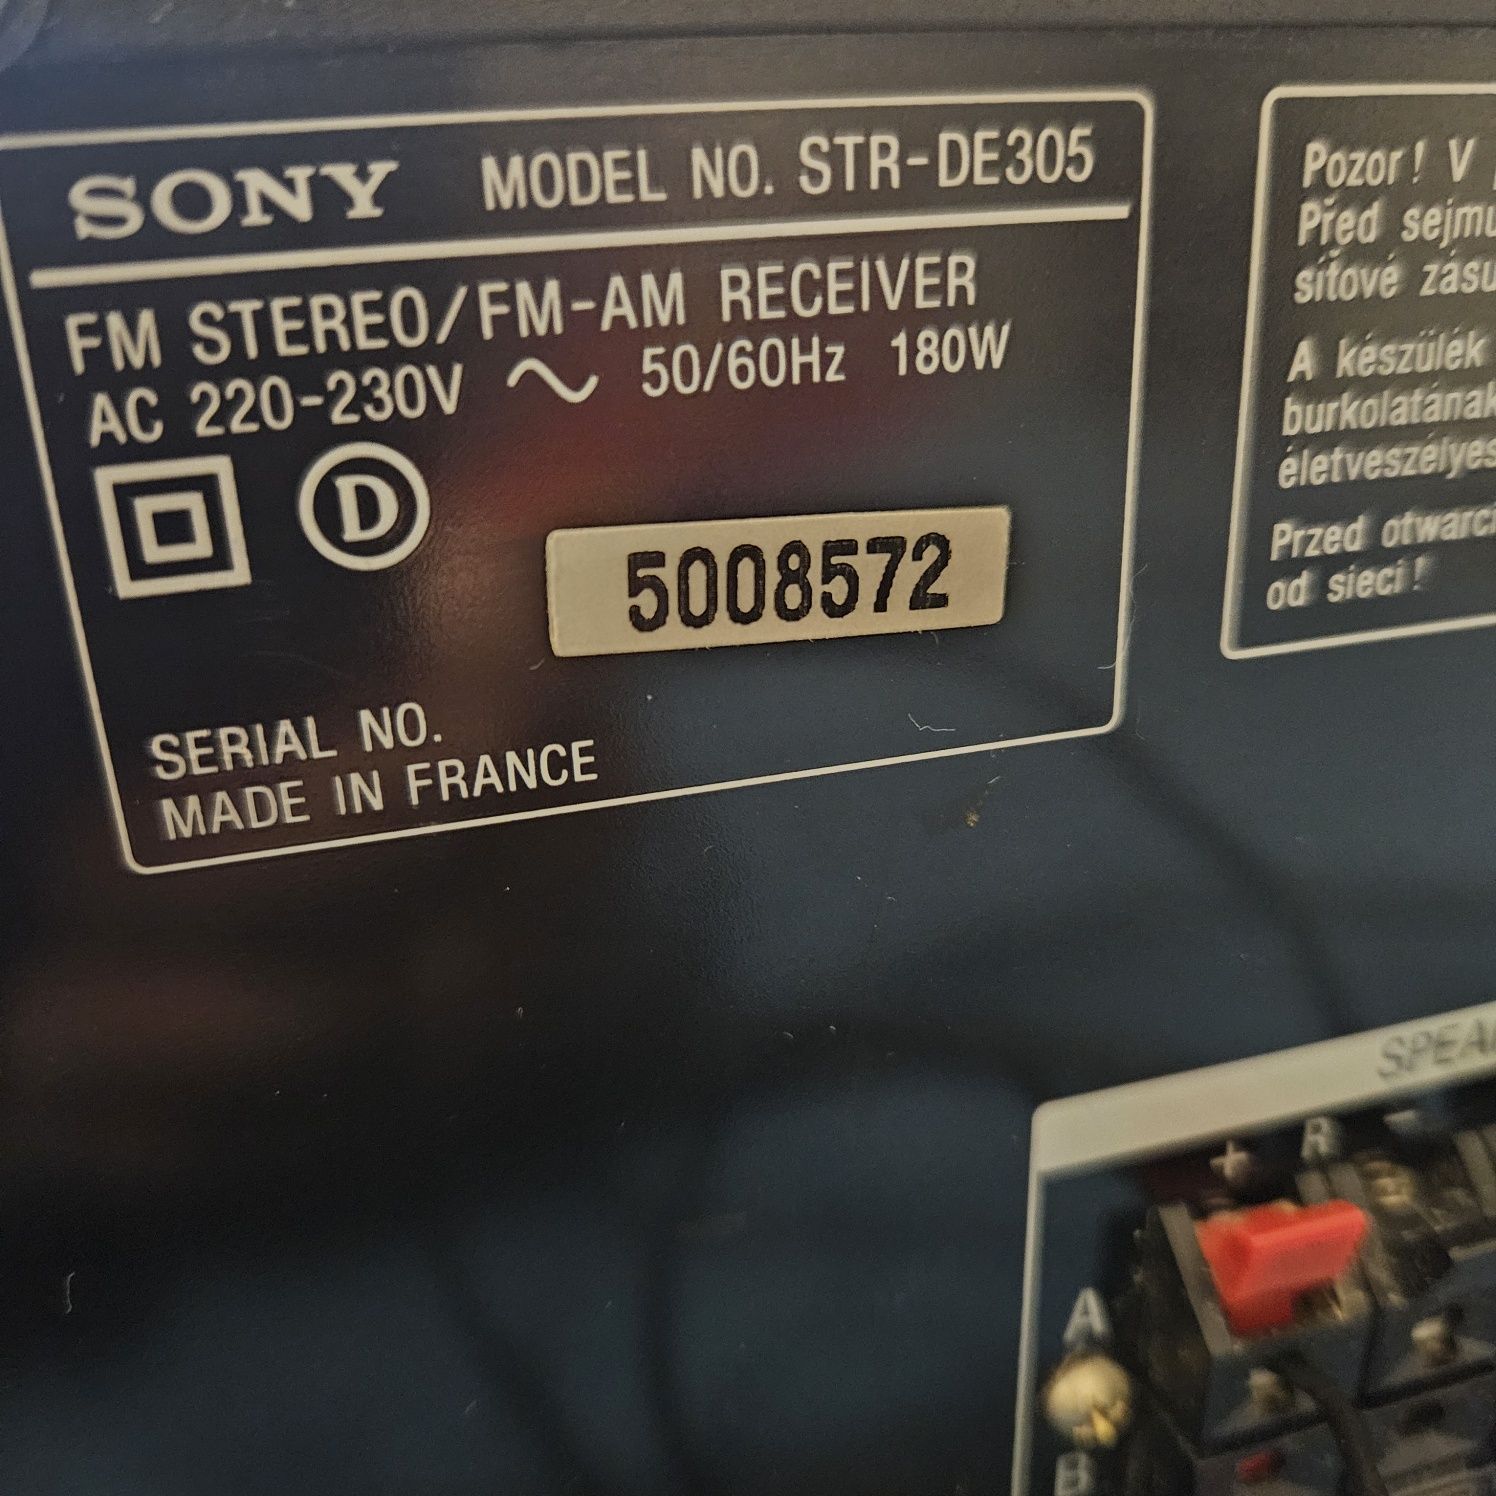 SONY MODEL NO. STR-DE305
FM STEREO/FM-AM RECEIVER
AC 220-230V ~ 50/60Hz 180W
D
5008572
SERIAL NO.
MADE IN FRANCE
Pozor! V
Před sejmu
síťové zásu
A készülék
burkolatának
életveszélyes
Przed otwarci
od sieci!
SPEA
+ R -
A
B